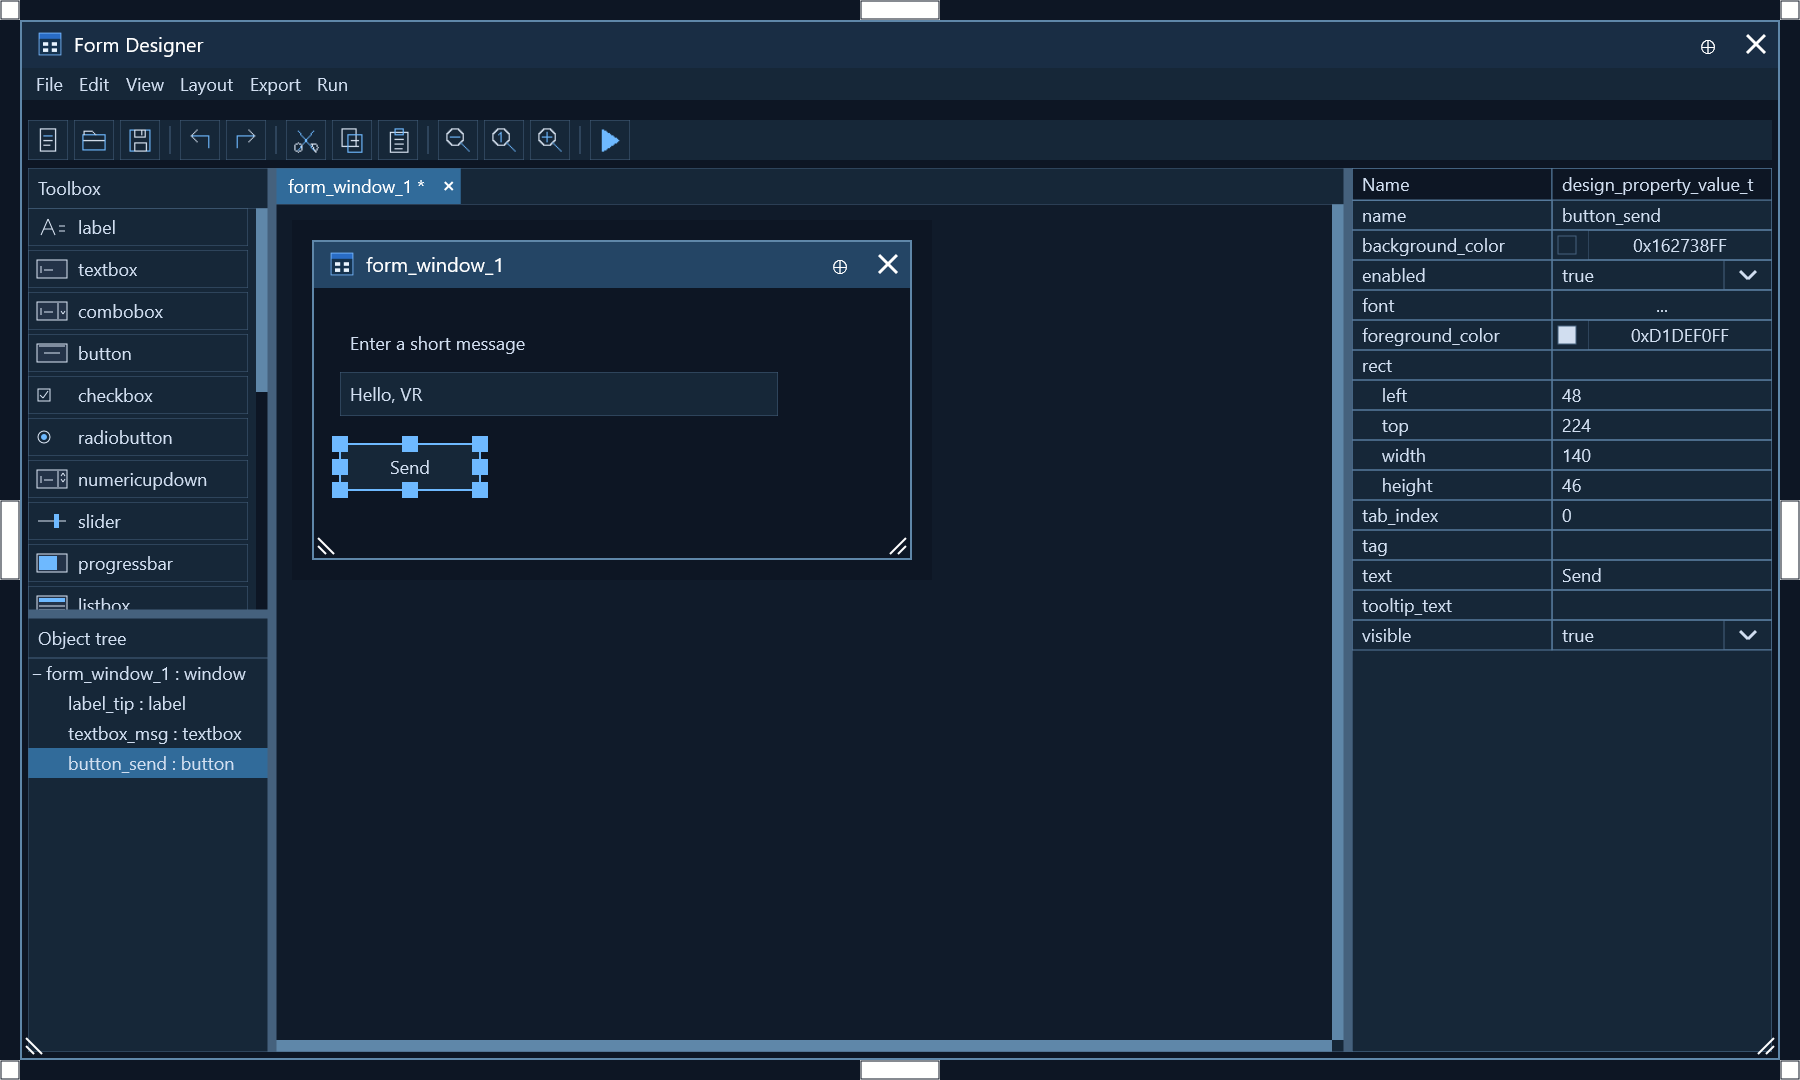 Form Designer
File Edit View Layout Export Run
Toolbox
label
textbox
combobox
button
checkbox
radiobutton
numericupdown
slider
progressbar
listbox
Object tree
form_window_1 : window
label_tip : label
textbox_msg : textbox
button_send : button
form_window_1 *
form_window_1
Enter a short message
Hello, VR
Send
Name design_property_value_t
name button_send
background_color 0x162738FF
enabled true
font ...
foreground_color 0xD1DEF0FF
rect
left 48
top 224
width 140
height 46
tab_index 0
tag
text Send
tooltip_text
visible true